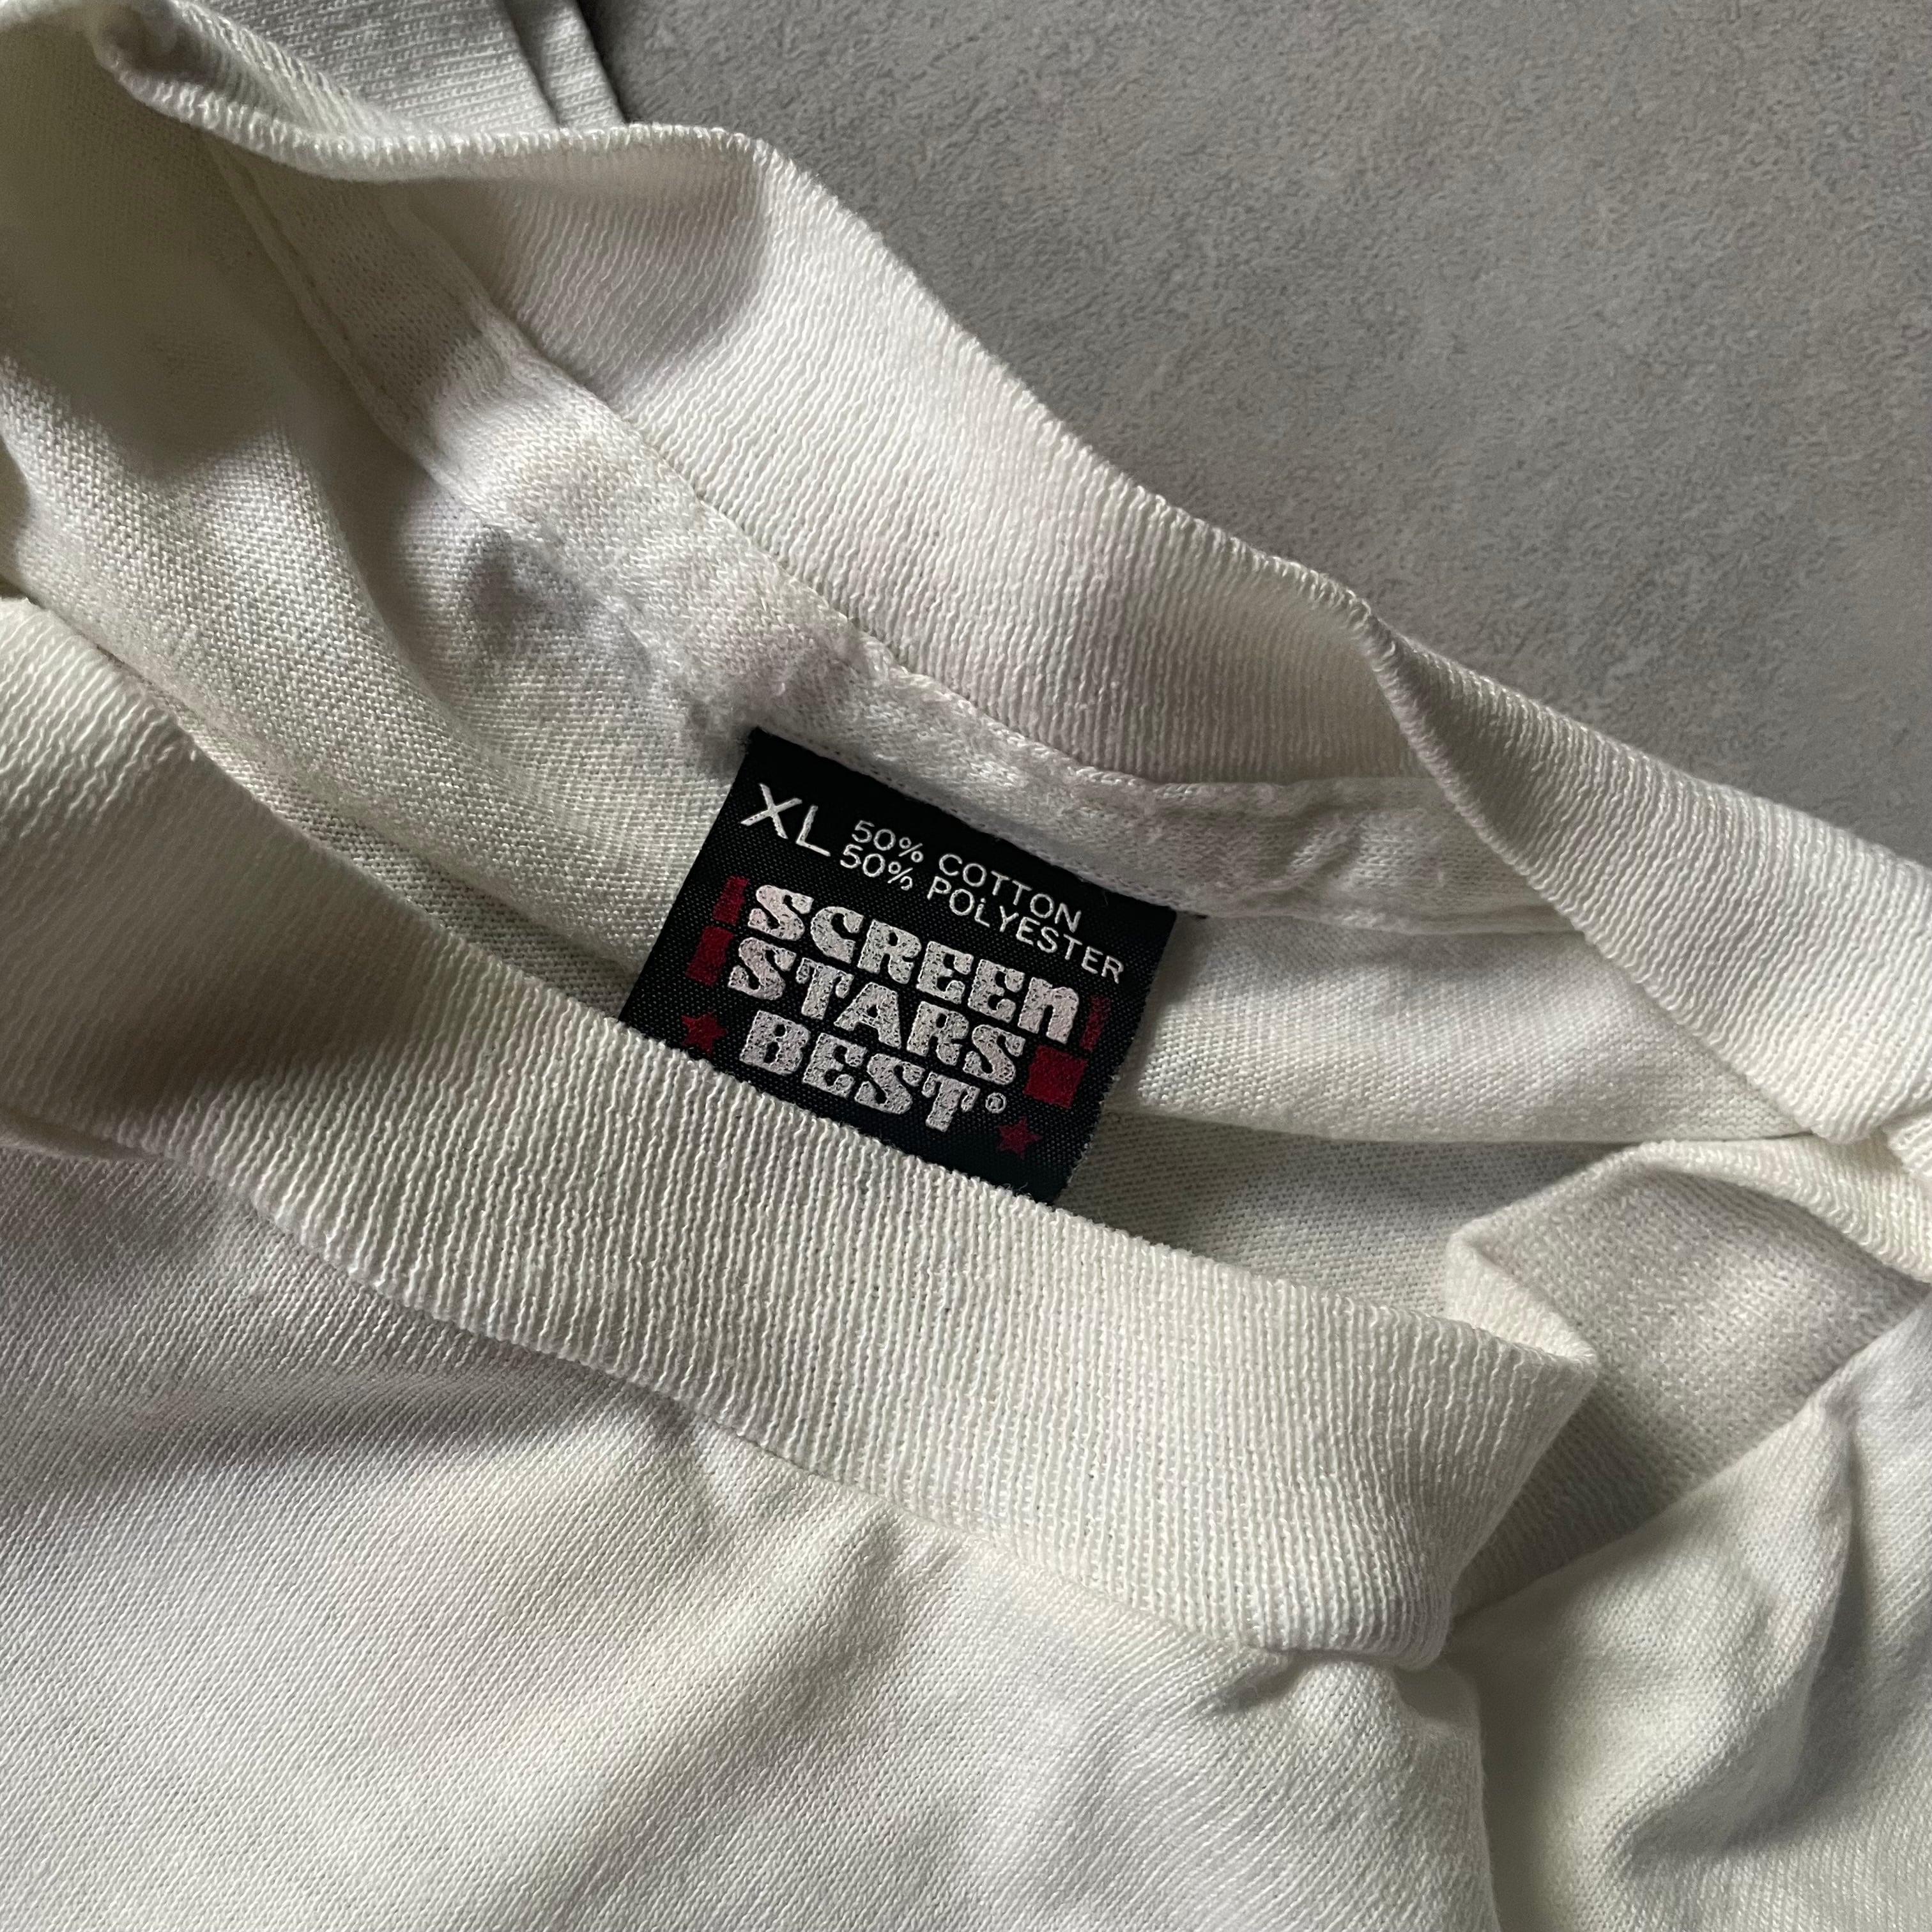 XL
50% COTTON
50% POLYESTER
SCREEN
STARS
BEST®